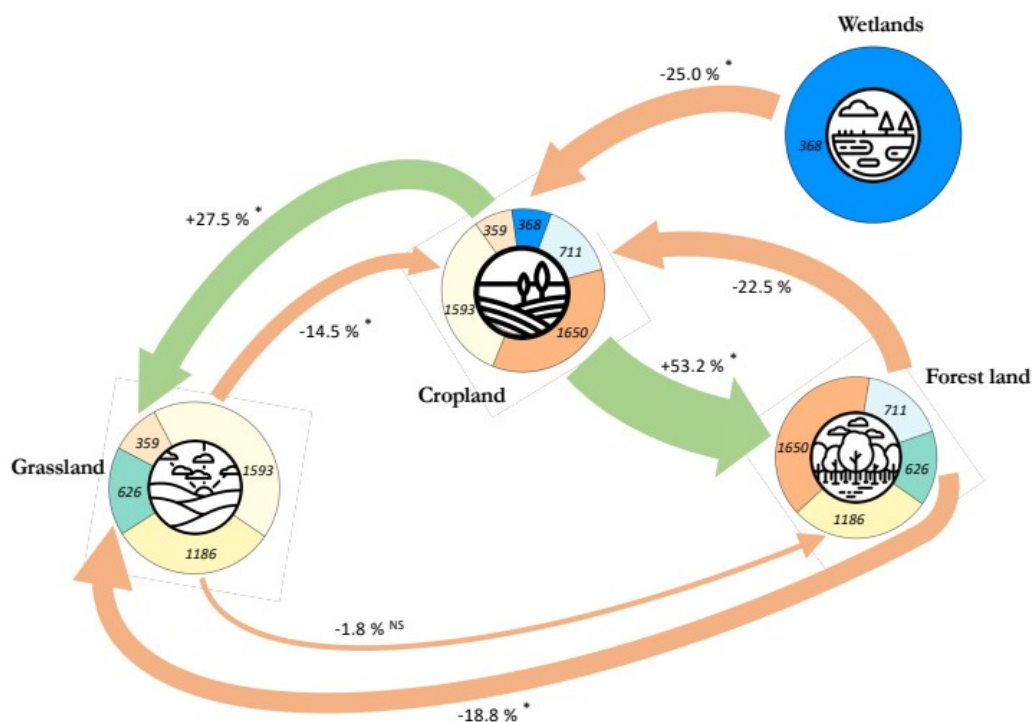 Wetlands
-25.0 % *
368
+27.5 % *
359
368
711
1593
1650
-14.5 % *
-22.5 %
Cropland
+53.2 % *
Forest land
711
1650
626
1186
Grassland
359
1593
626
1186
-1.8 % NS
-18.8 % *